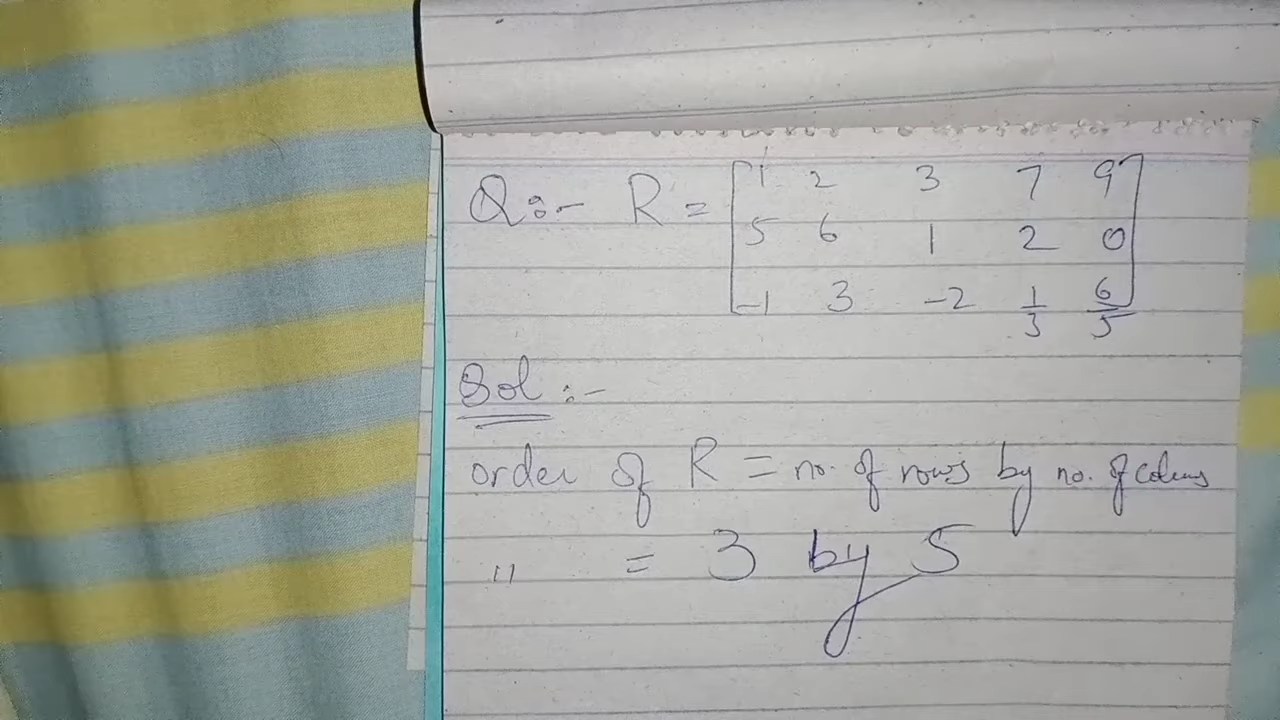 Q:- R = [1 2 3 7 9
5 6 1 2 0
-1 3 -2 1/3 6/5]
Sol :-
order of R = no. of rows by no. of colums
" = 3 by 5